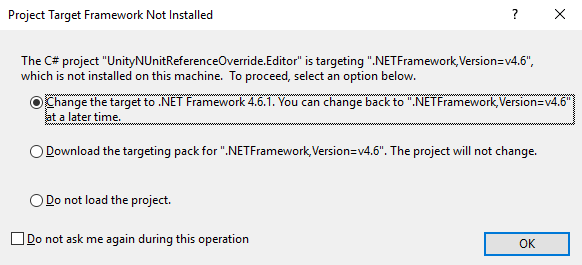 Project Target Framework Not Installed
?
The C# project "UnityNUnitReferenceOverride.Editor" is targeting ".NETFramework,Version=v4.6",
which is not installed on this machine.  To proceed, select an option below.
Change the target to .NET Framework 4.6.1. You can change back to ".NETFramework,Version=v4.6"
at a later time.
Download the targeting pack for ".NETFramework,Version=v4.6". The project will not change.
Do not load the project.
Do not ask me again during this operation
OK